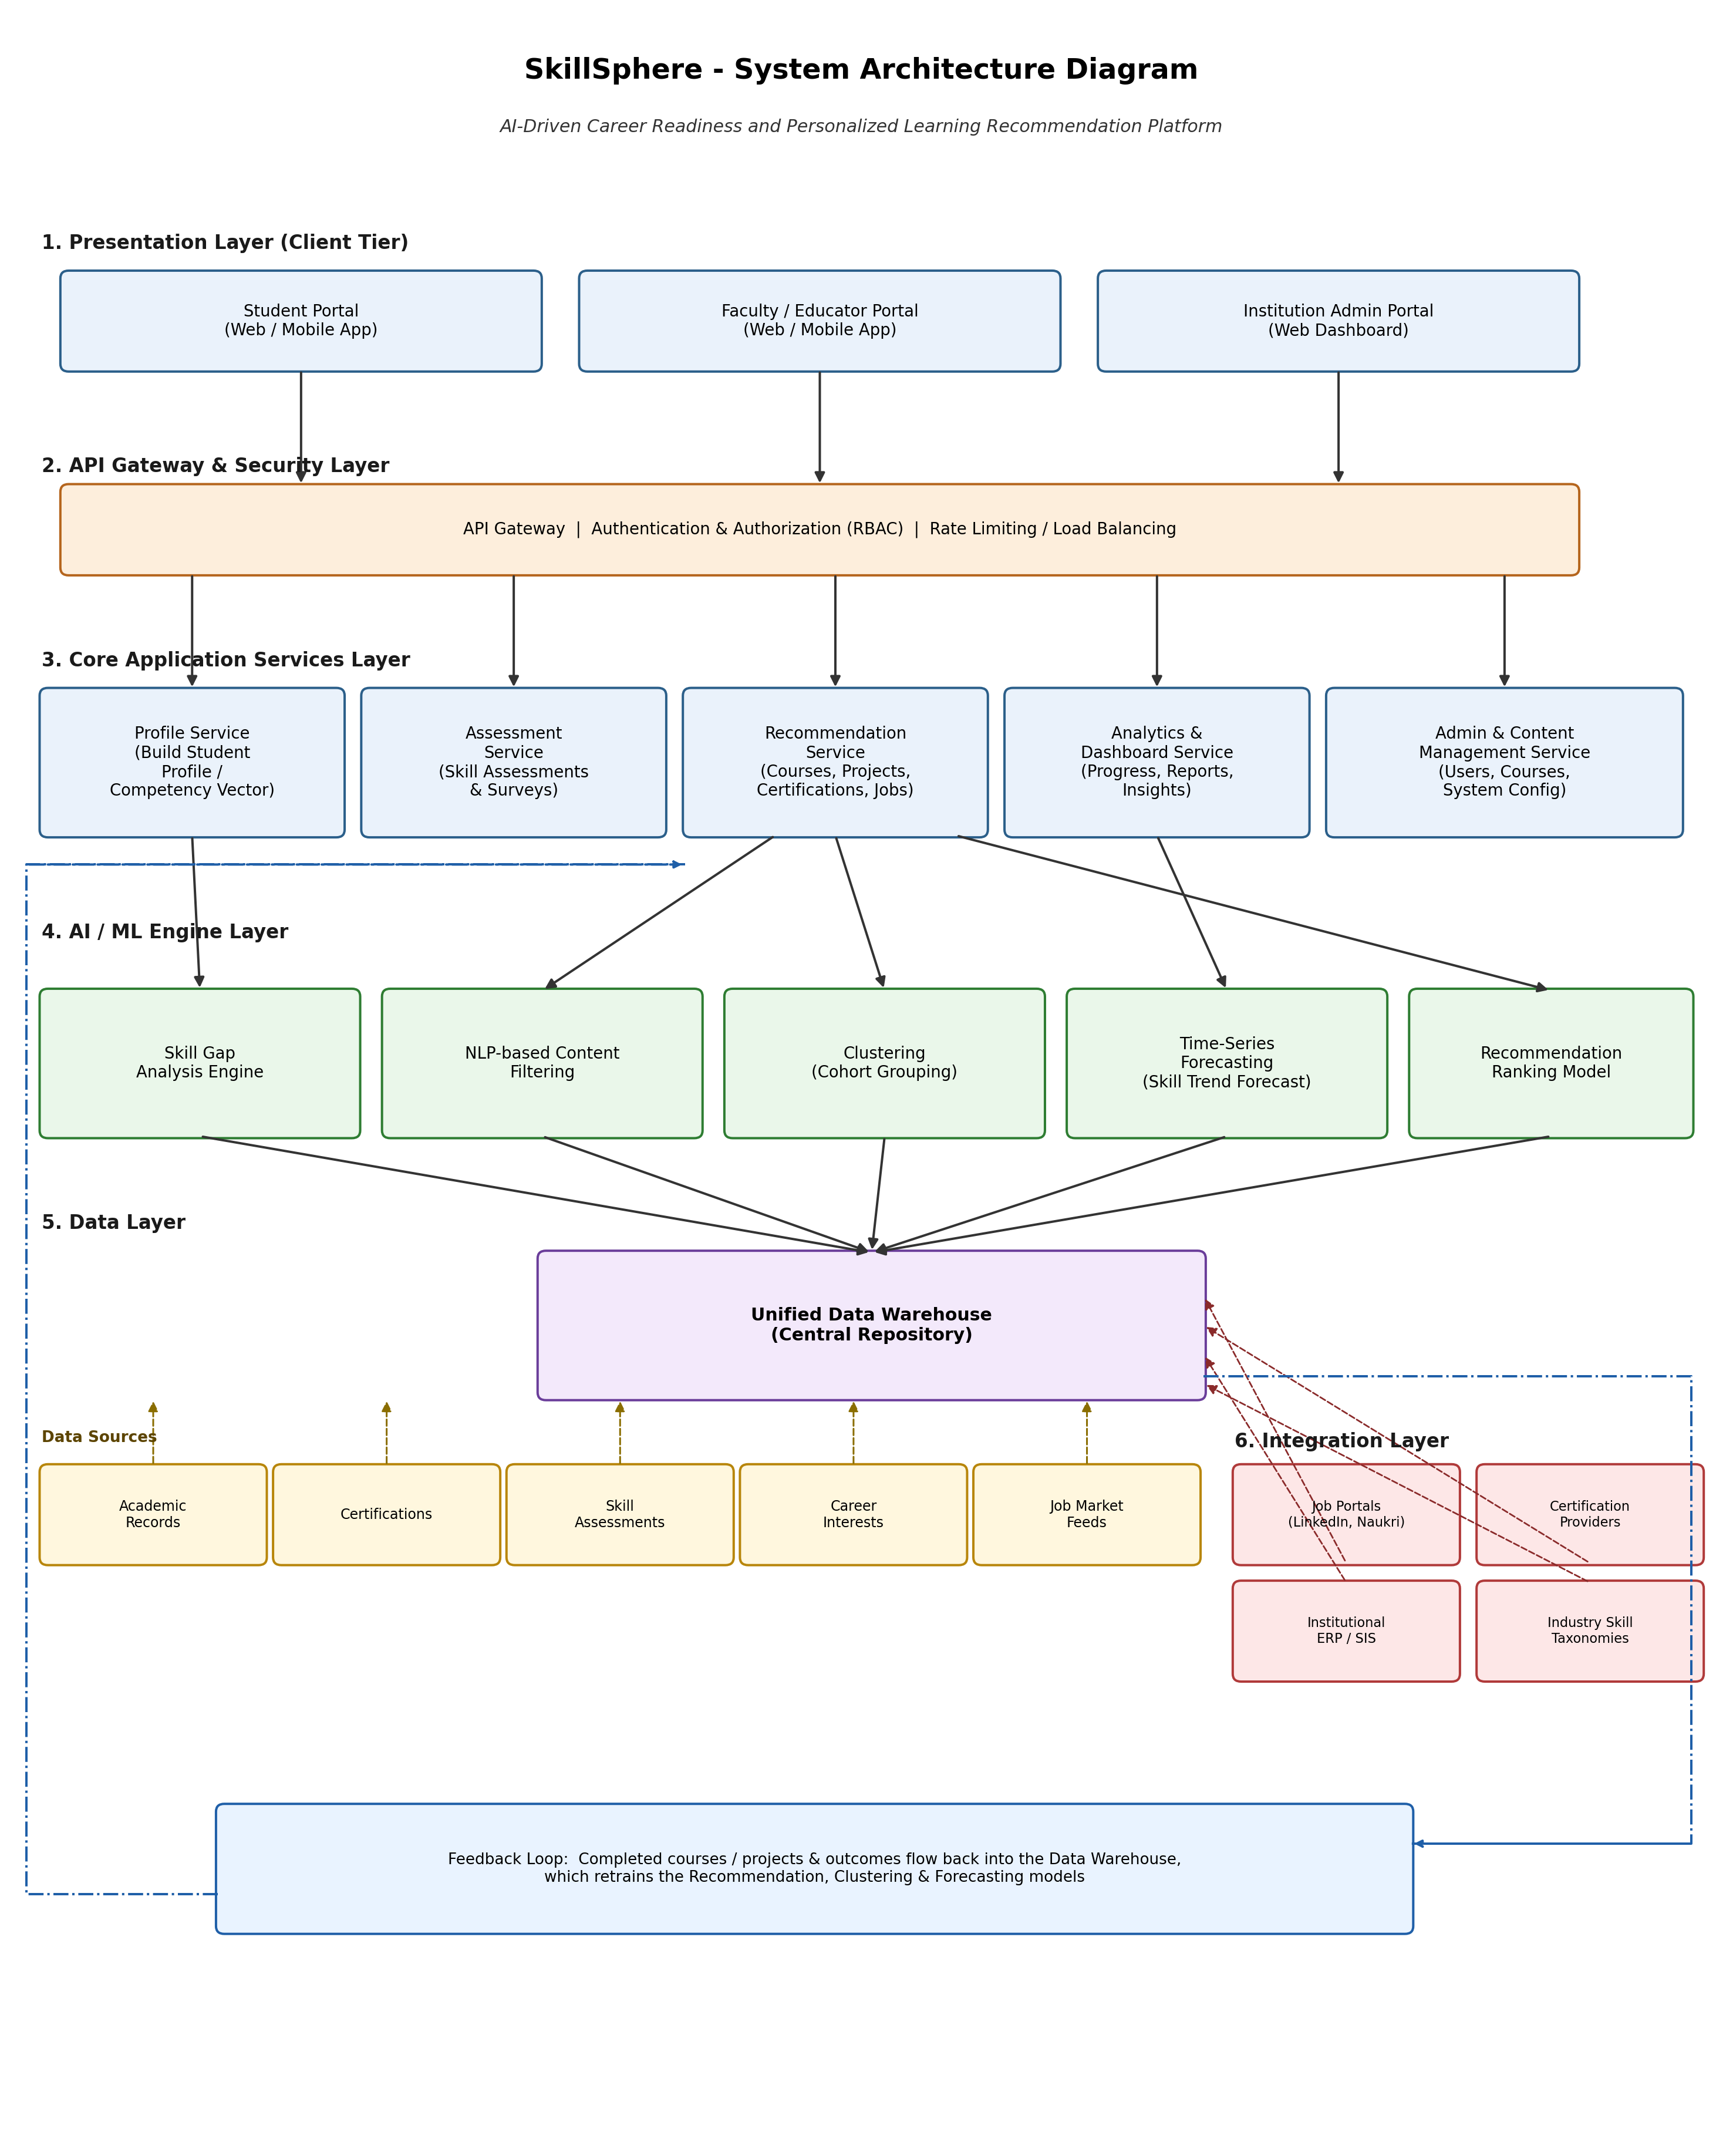 SkillSphere - System Architecture Diagram
AI-Driven Career Readiness and Personalized Learning Recommendation Platform
1. Presentation Layer (Client Tier)
Student Portal
(Web / Mobile App)
Faculty / Educator Portal
(Web / Mobile App)
Institution Admin Portal
(Web Dashboard)
2. API Gateway & Security Layer
API Gateway | Authentication & Authorization (RBAC) | Rate Limiting / Load Balancing
3. Core Application Services Layer
Profile Service
(Build Student
Profile /
Competency Vector)
Assessment
Service
(Skill Assessments
& Surveys)
Recommendation
Service
(Courses, Projects,
Certifications, Jobs)
Analytics &
Dashboard Service
(Progress, Reports,
Insights)
Admin & Content
Management Service
(Users, Courses,
System Config)
4. AI / ML Engine Layer
Skill Gap
Analysis Engine
NLP-based Content
Filtering
Clustering
(Cohort Grouping)
Time-Series
Forecasting
(Skill Trend Forecast)
Recommendation
Ranking Model
5. Data Layer
Unified Data Warehouse
(Central Repository)
Data Sources
Academic
Records
Certifications
Skill
Assessments
Career
Interests
Job Market
Feeds
6. Integration Layer
Job Portals
(LinkedIn, Naukri)
Certification
Providers
Institutional
ERP / SIS
Industry Skill
Taxonomies
Feedback Loop: Completed courses / projects & outcomes flow back into the Data Warehouse,
which retrains the Recommendation, Clustering & Forecasting models